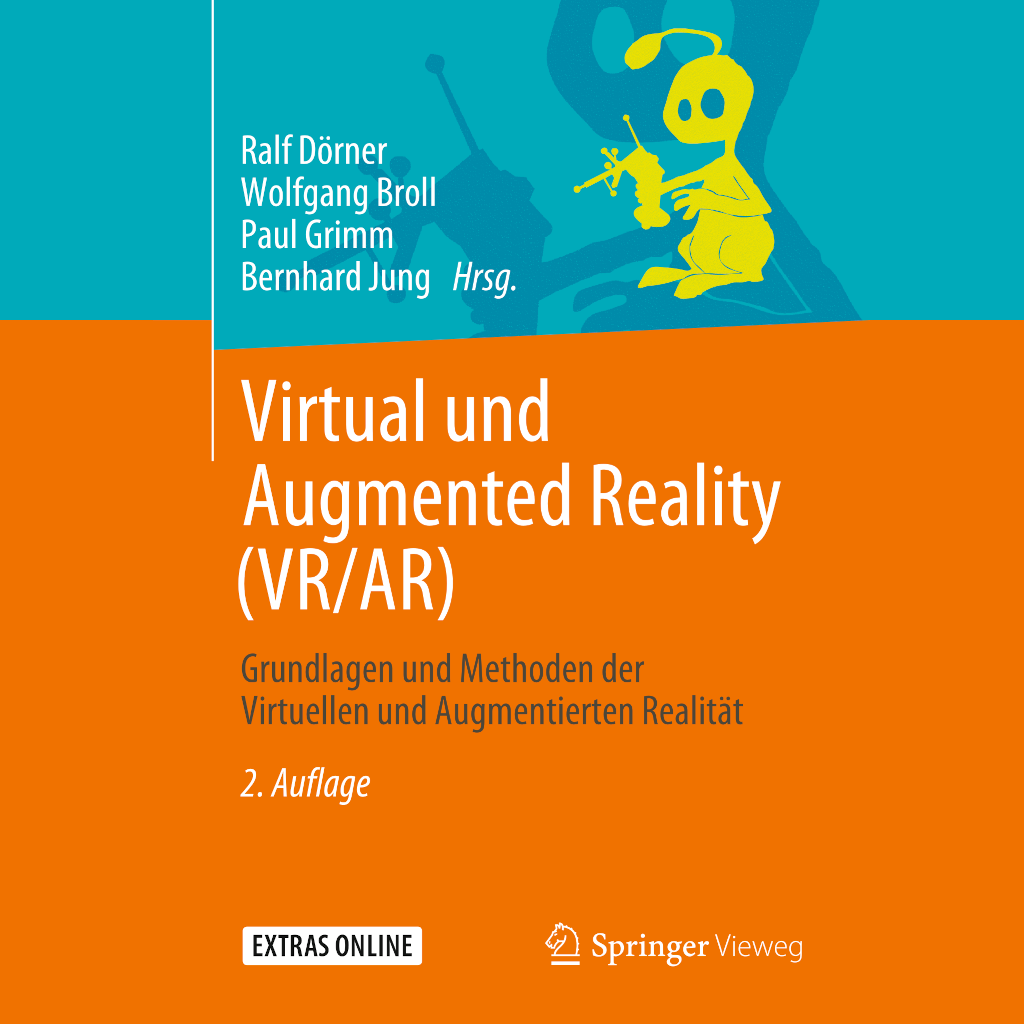 Ralf Dörner
Wolfgang Broll
Paul Grimm
Bernhard Jung Hrsg.
Virtual und
Augmented Reality
(VR/AR)
Grundlagen und Methoden der
Virtuellen und Augmentierten Realität
2. Auflage
EXTRAS ONLINE
Springer Vieweg